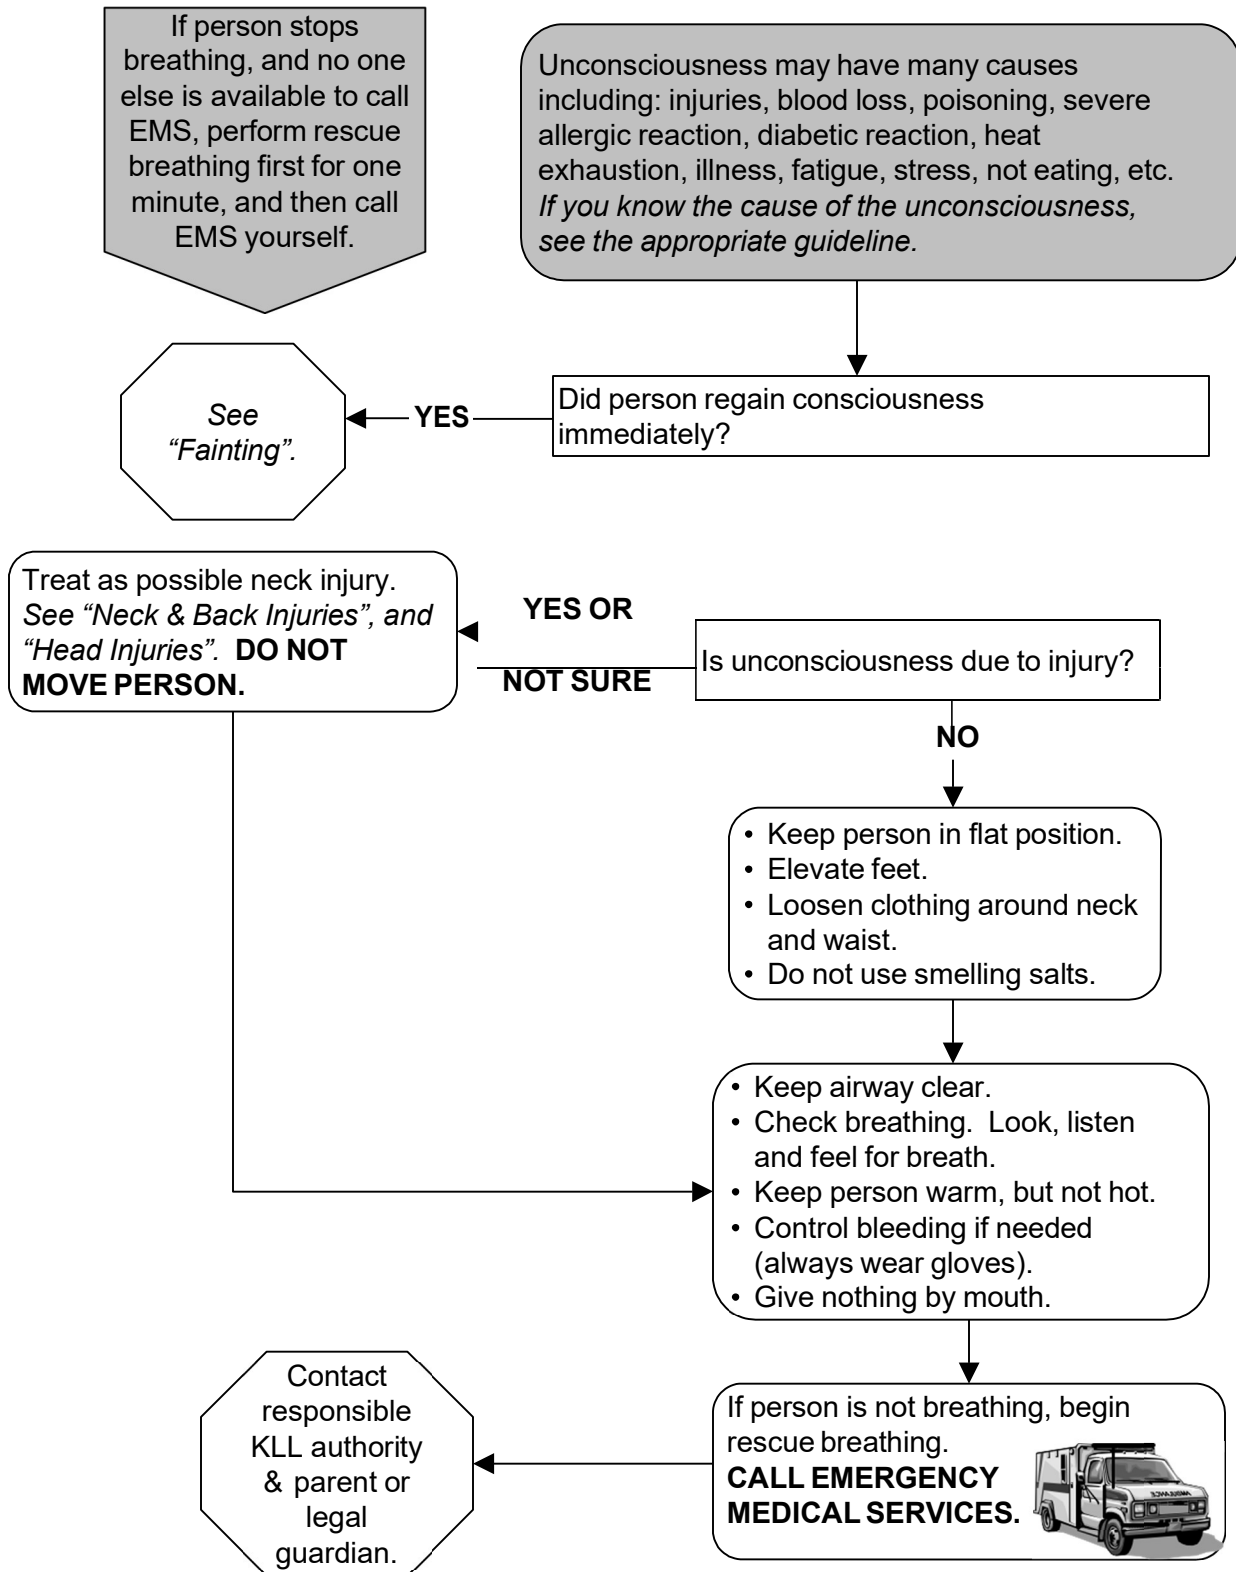 If person stops
breathing, and no one
else is available to call
EMS, perform rescue
breathing first for one
minute, and then call
EMS yourself.
Unconsciousness may have many causes
including: injuries, blood loss, poisoning, severe
allergic reaction, diabetic reaction, heat
exhaustion, illness, fatigue, stress, not eating, etc.
If you know the cause of the unconsciousness,
see the appropriate guideline.
See
“Fainting”.
YES
Did person regain consciousness
immediately?
Treat as possible neck injury.
See “Neck & Back Injuries”, and
“Head Injuries”. DO NOT
MOVE PERSON.
YES OR
NOT SURE
Is unconsciousness due to injury?
NO
• Keep person in flat position.
• Elevate feet.
• Loosen clothing around neck
and waist.
• Do not use smelling salts.
• Keep airway clear.
• Check breathing. Look, listen
and feel for breath.
• Keep person warm, but not hot.
• Control bleeding if needed
(always wear gloves).
• Give nothing by mouth.
If person is not breathing, begin
rescue breathing.
CALL EMERGENCY
MEDICAL SERVICES.
AMBULANCE
Contact
responsible
KLL authority
& parent or
legal
guardian.